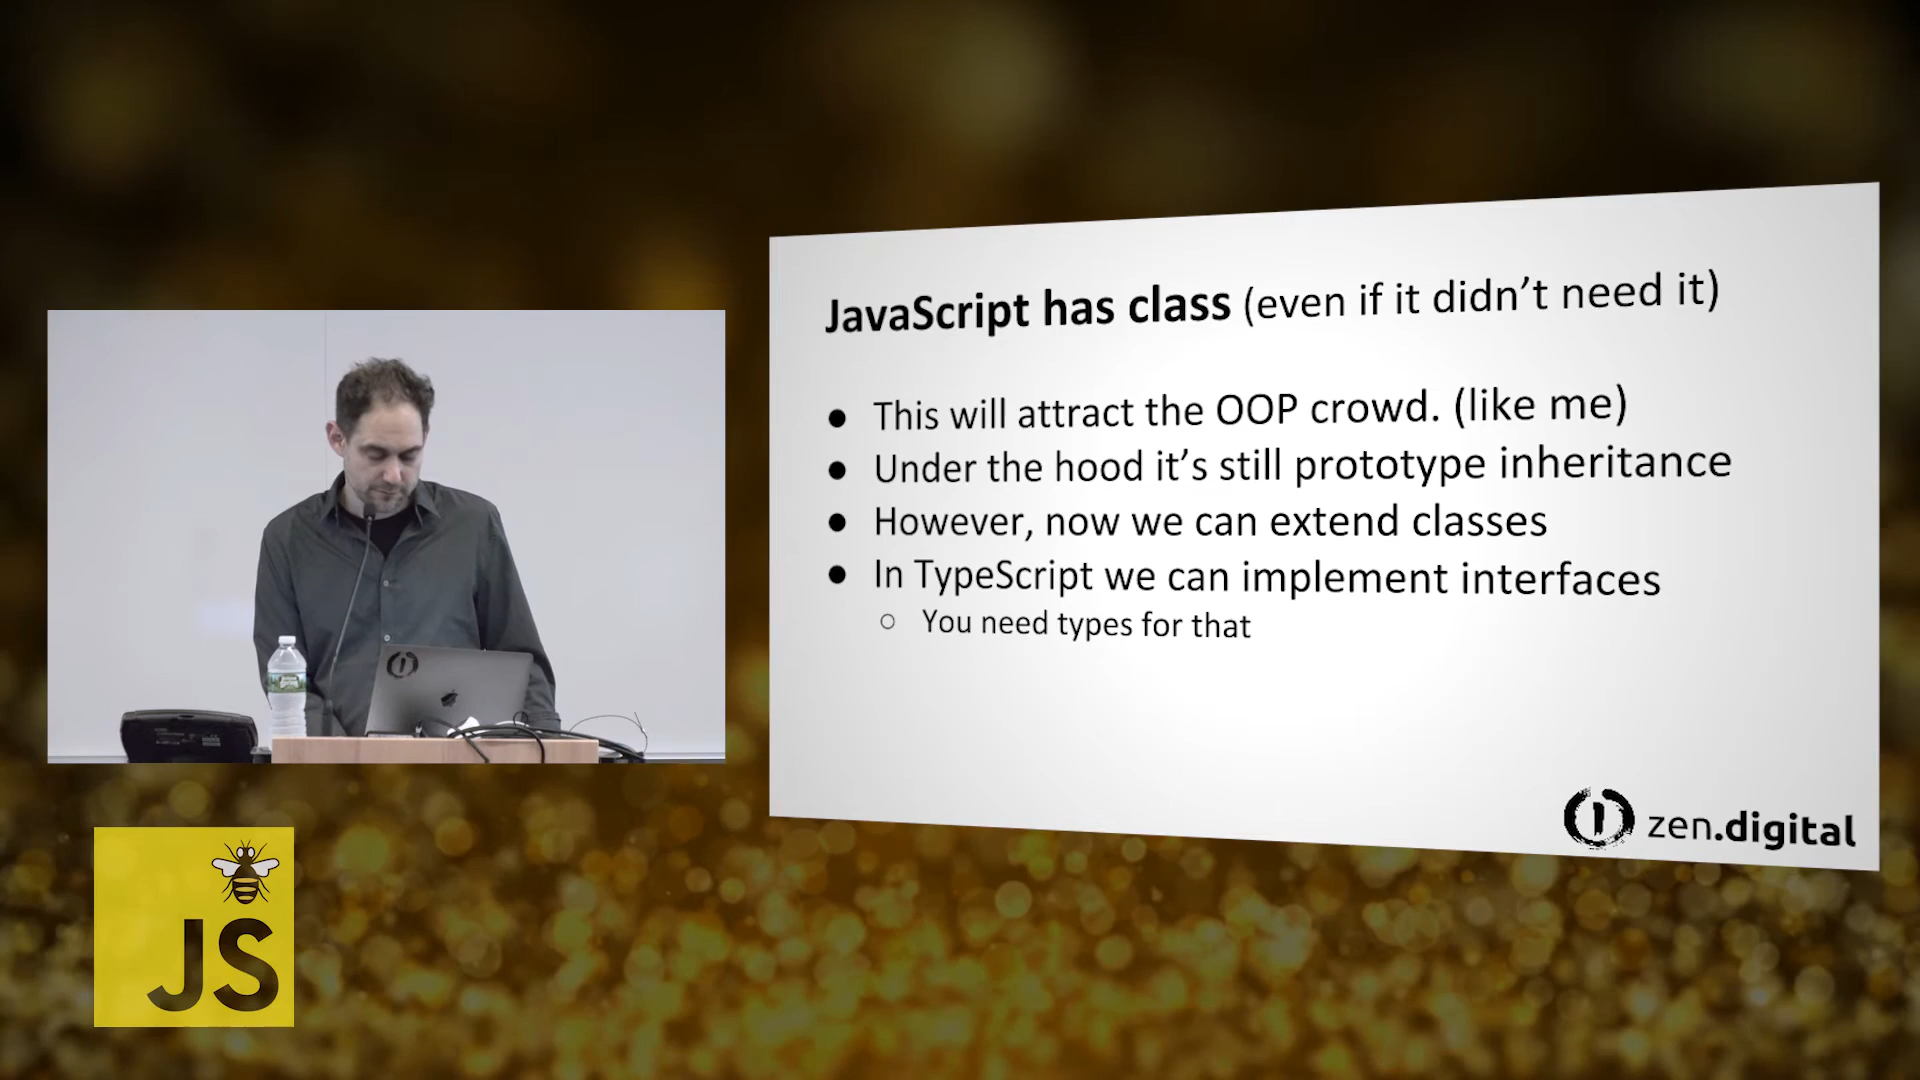 JavaScript has class (even if it didn't need it)
● This will attract the OOP crowd. (like me)
● Under the hood it's still prototype inheritance
● However, now we can extend classes
● In TypeScript we can implement interfaces
○ You need types for that
zen.digital
JS